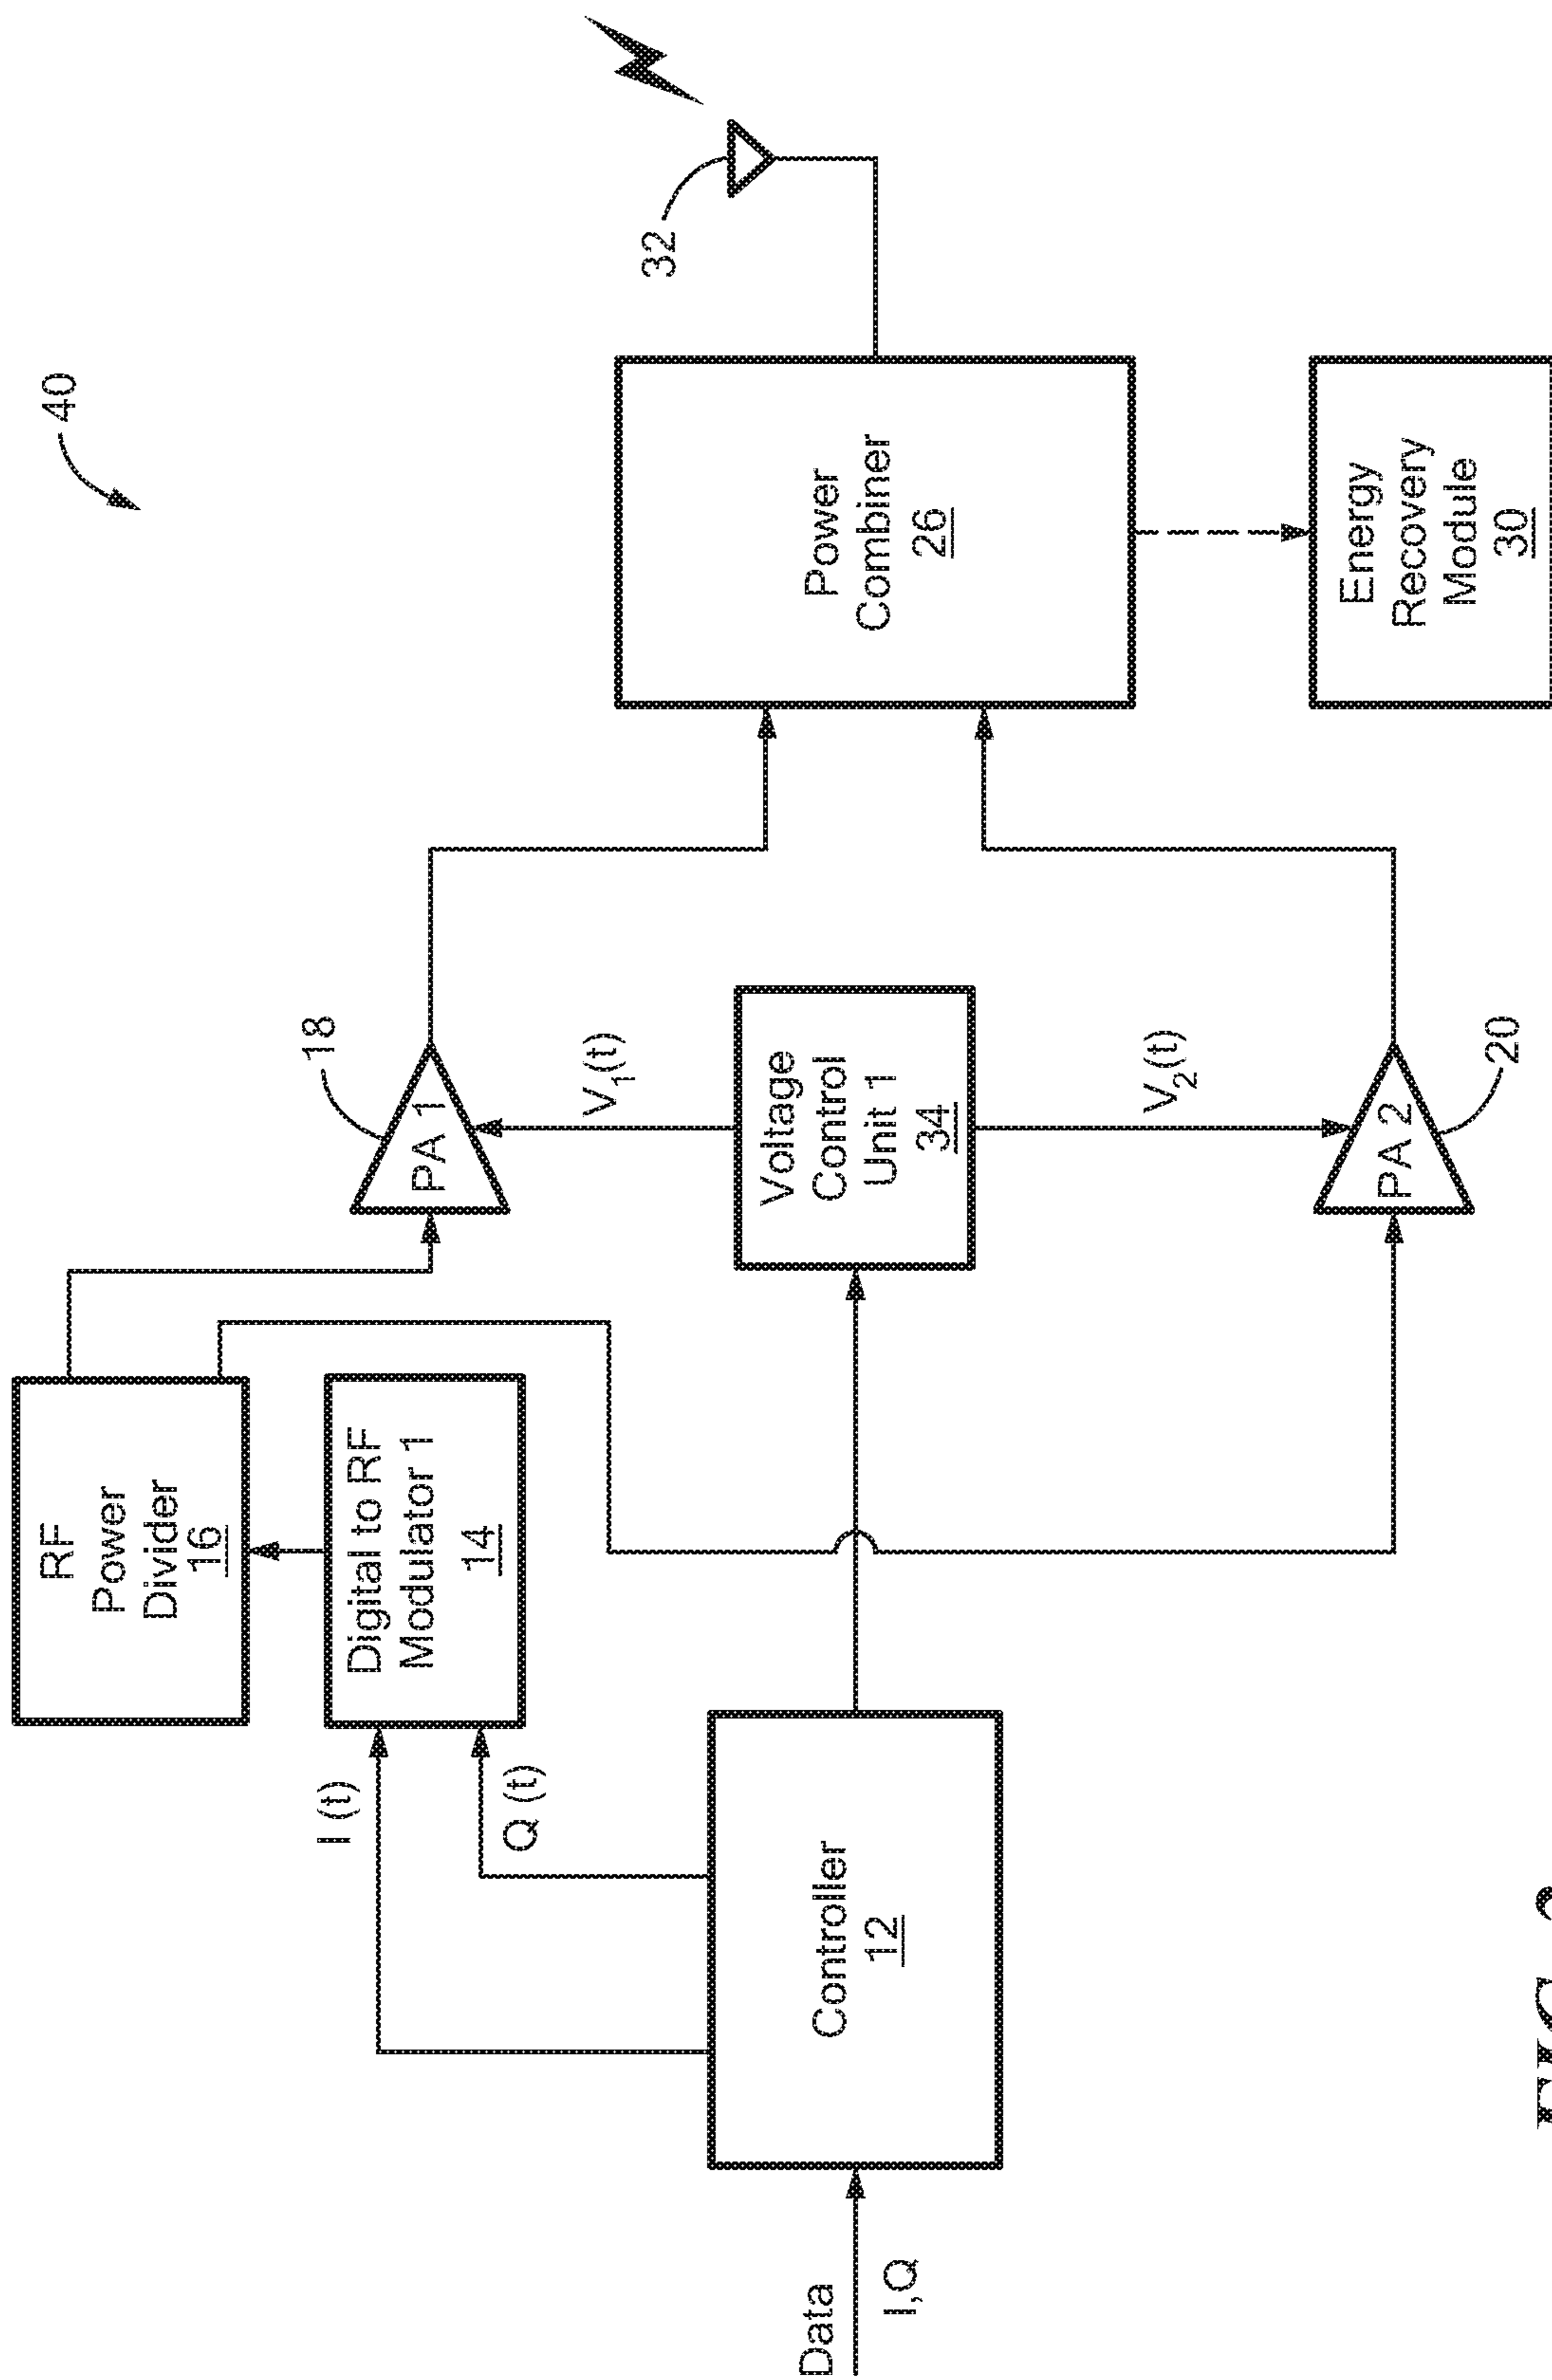 40
RF
Power
Divider
16
Digital to RF
Modulator 1
14
I (t)
Q (t)
Data
I,Q
Controller
12
18
PA 1
V1(t)
Voltage
Control
Unit 1
34
V2(t)
PA 2
20
Power
Combiner
26
32
Energy
Recovery
Module
30